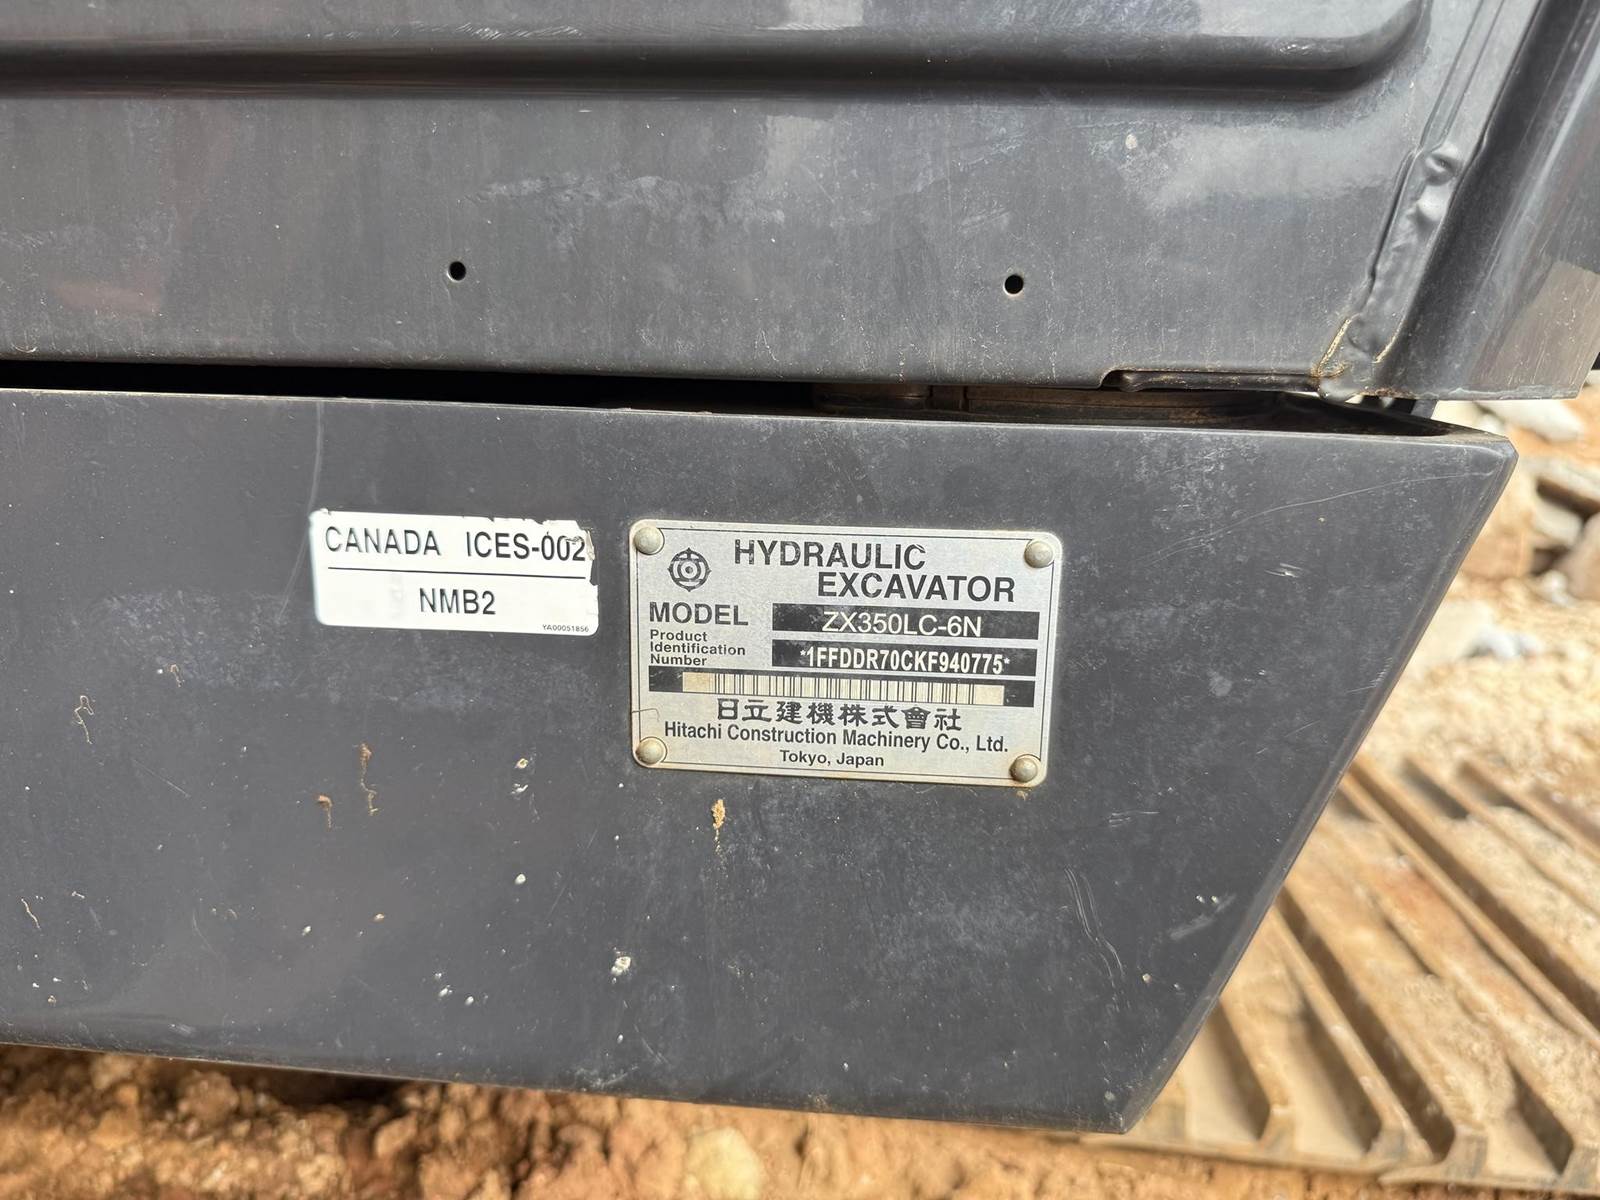 CANADA ICES-002
NMB2
YA00051856
HYDRAULIC
EXCAVATOR
MODEL ZX350LC-6N
Product
Identification
Number
*1FFDDR70CKF940775*
日立建機株式會社
Hitachi Construction Machinery Co., Ltd.
Tokyo, Japan